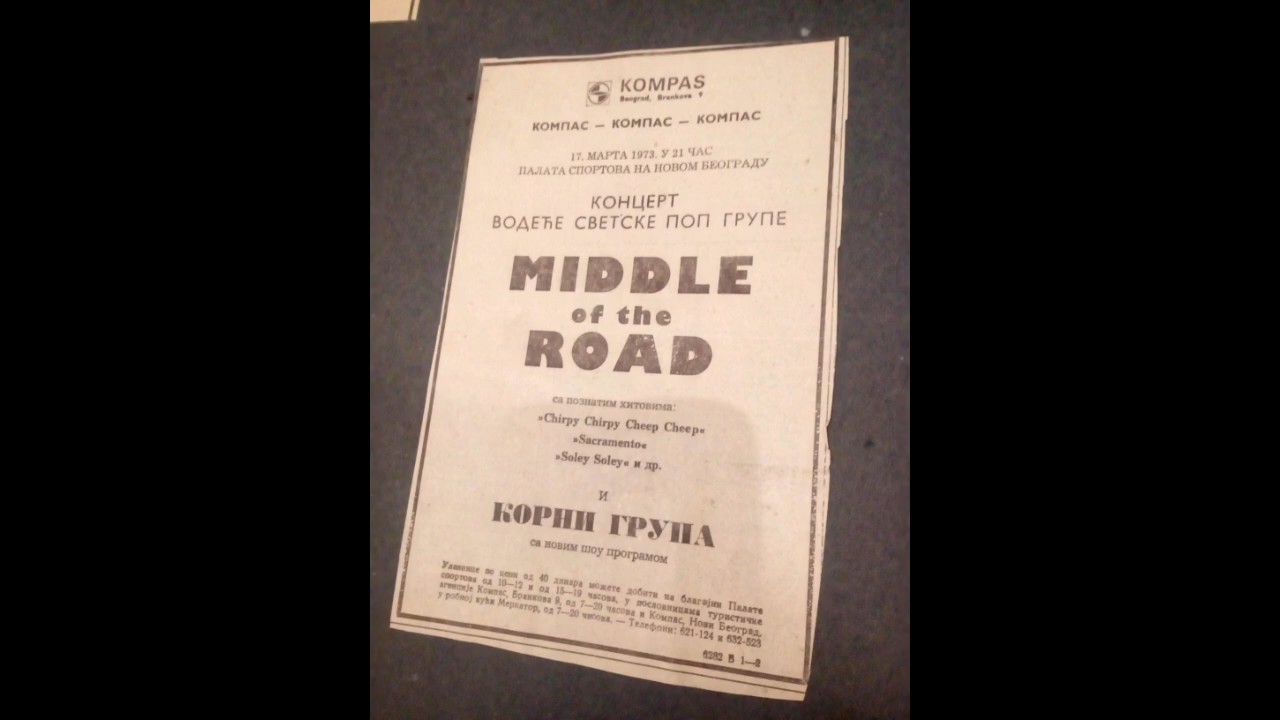 KOMPAS
Beograd, Brankova 9
КОМПАС — КОМПАС — КОМПАС
17. МАРТА 1973. У 21 ЧАС
ПАЛАТА СПОРТОВА НА НОВОМ БЕОГРАДУ
КОНЦЕРТ
ВОДЕЋЕ СВЕТСКЕ ПОП ГРУПЕ
MIDDLE
of the
ROAD
са познатим хитовима:
»Chirpy Chirpy Cheep Cheep«
»Sacramento«
»Soley Soley« и др.
И
КОРНИ ГРУПА
са новим шоу програмом
Улазнице по цени од 40 динара можете добити на благајни Палате
спортова од 10—12 и од 15—19 часова, у пословницама туристичке
агенције Компас, Бранкова 9, од 7—20 часова и Компас, Нови Београд,
у робној кући Меркатор, од 7—20 часова. — Телефони: 621-124 и 632-523
6282 В 1—2